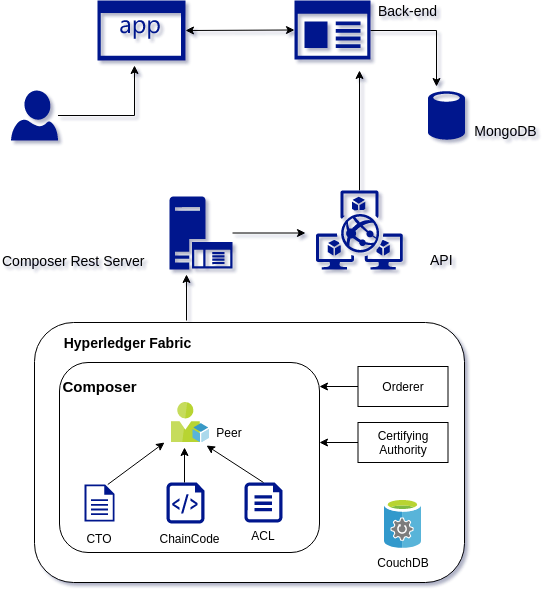 app
Back-end
MongoDB
Composer Rest Server
API
Hyperledger Fabric
Composer
Orderer
Peer
Certifying
Authority
CTO
ChainCode
ACL
CouchDB